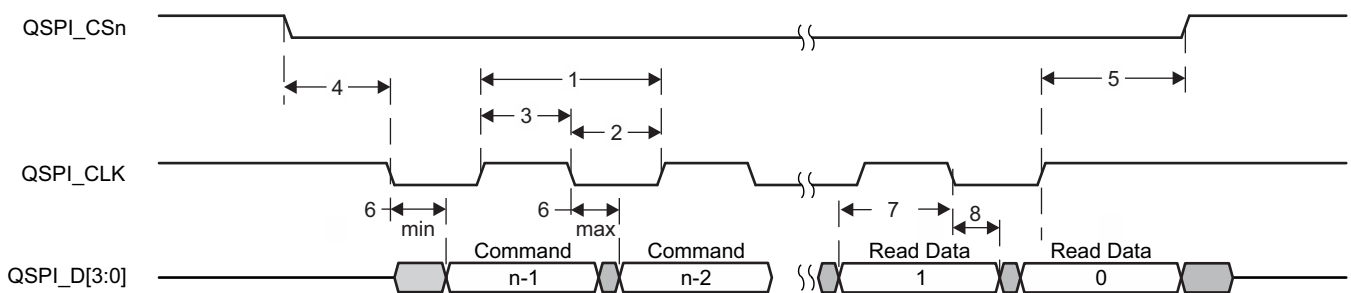 QSPI_CSn
4
1
5
3
2
QSPI_CLK
6
min
6
max
7
8
Command
Command
Read Data
Read Data
QSPI_D[3:0]
n-1
n-2
1
0